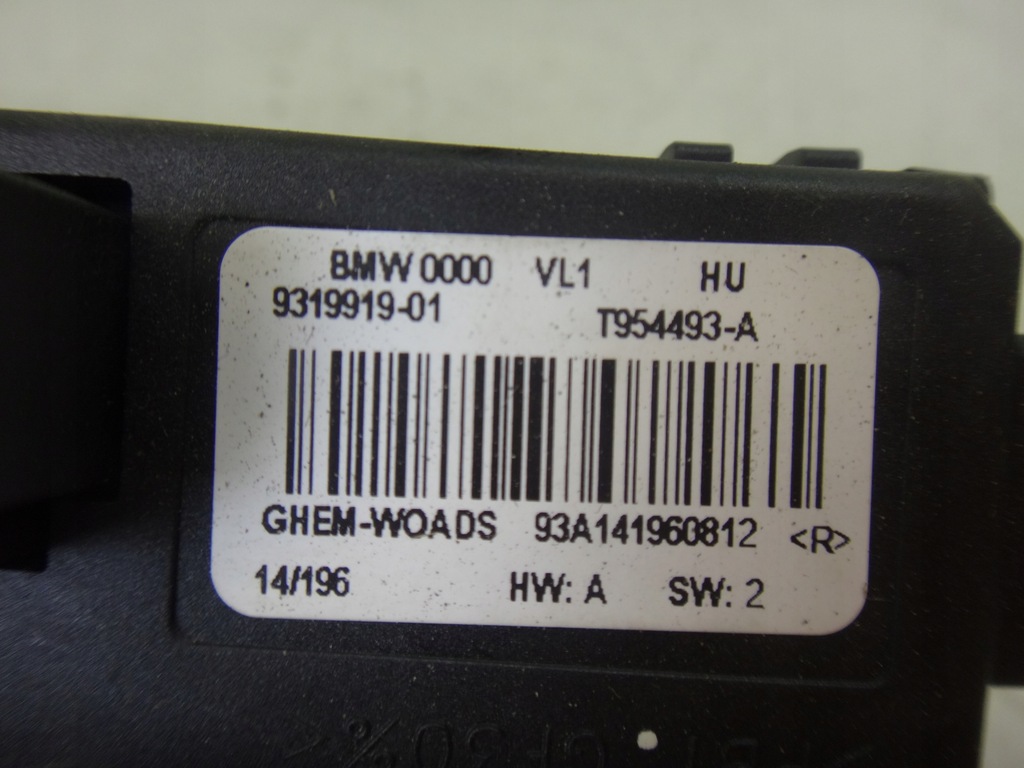 BMW 0000 VL1 HU
9319919-01 T954493-A
GHEM-WOADS 93A141960812 <R>
14/196 HW: A SW: 2